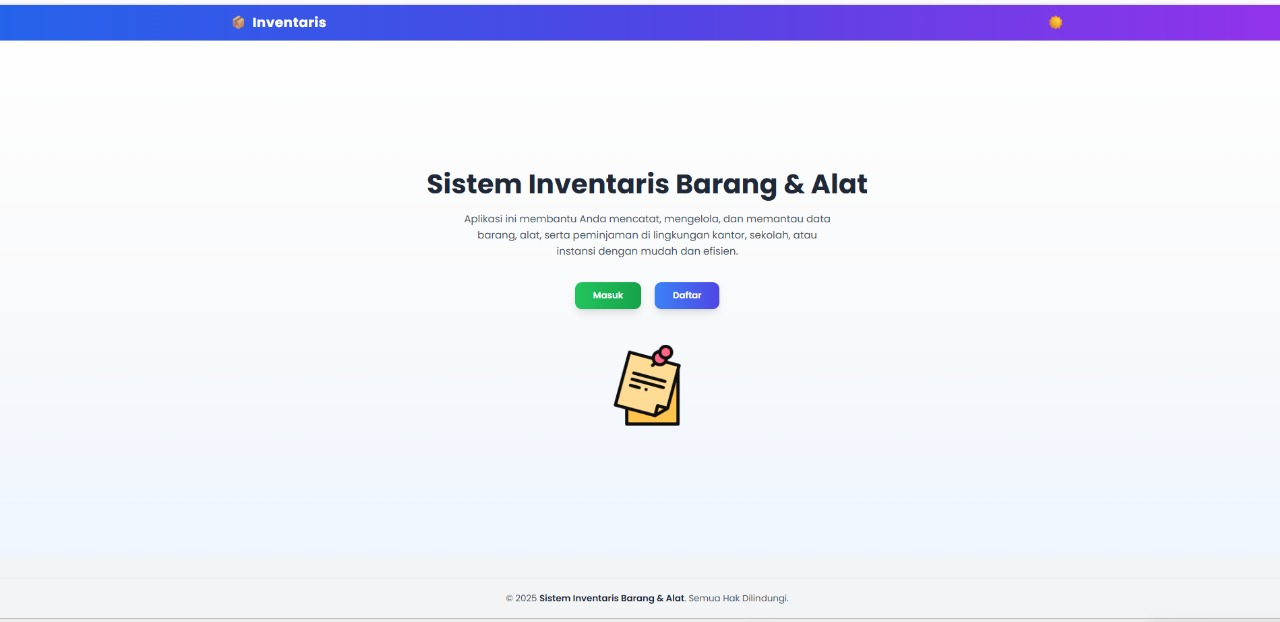 Inventaris
Sistem Inventaris Barang & Alat
Aplikasi ini membantu Anda mencatat, mengelola, dan memantau data
barang, alat, serta peminjaman di lingkungan kantor, sekolah, atau
instansi dengan mudah dan efisien.
Masuk
Daftar
© 2025 Sistem Inventaris Barang & Alat. Semua Hak Dilindungi.